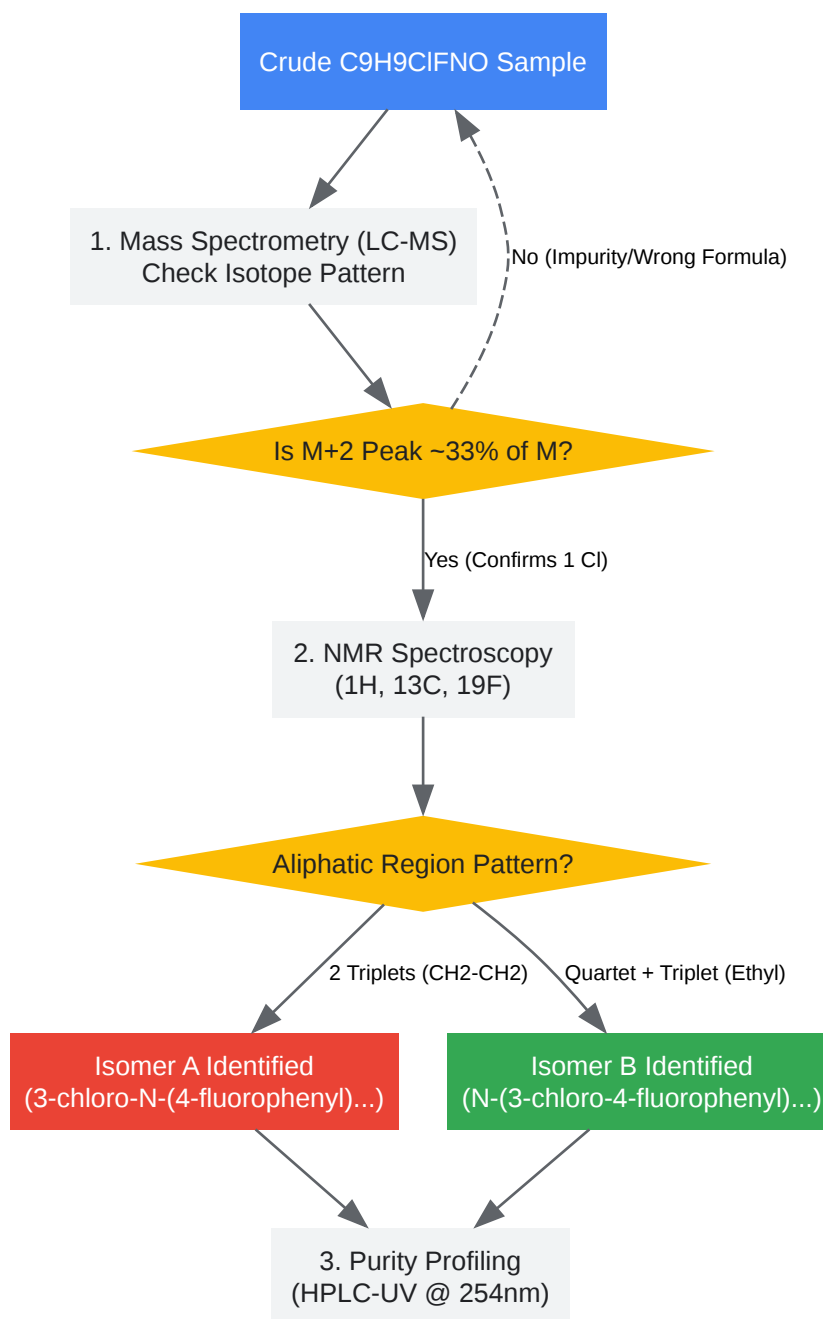 Crude C9H9ClFNO Sample
1. Mass Spectrometry (LC-MS)
Check Isotope Pattern
No (Impurity/Wrong Formula)
Is M+2 Peak ~33% of M?
Yes (Confirms 1 Cl)
2. NMR Spectroscopy
(1H, 13C, 19F)
Aliphatic Region Pattern?
2 Triplets (CH2-CH2)
Quartet + Triplet (Ethyl)
Isomer A Identified
(3-chloro-N-(4-fluorophenyl)...)
Isomer B Identified
(N-(3-chloro-4-fluorophenyl)...)
3. Purity Profiling
(HPLC-UV @ 254nm)